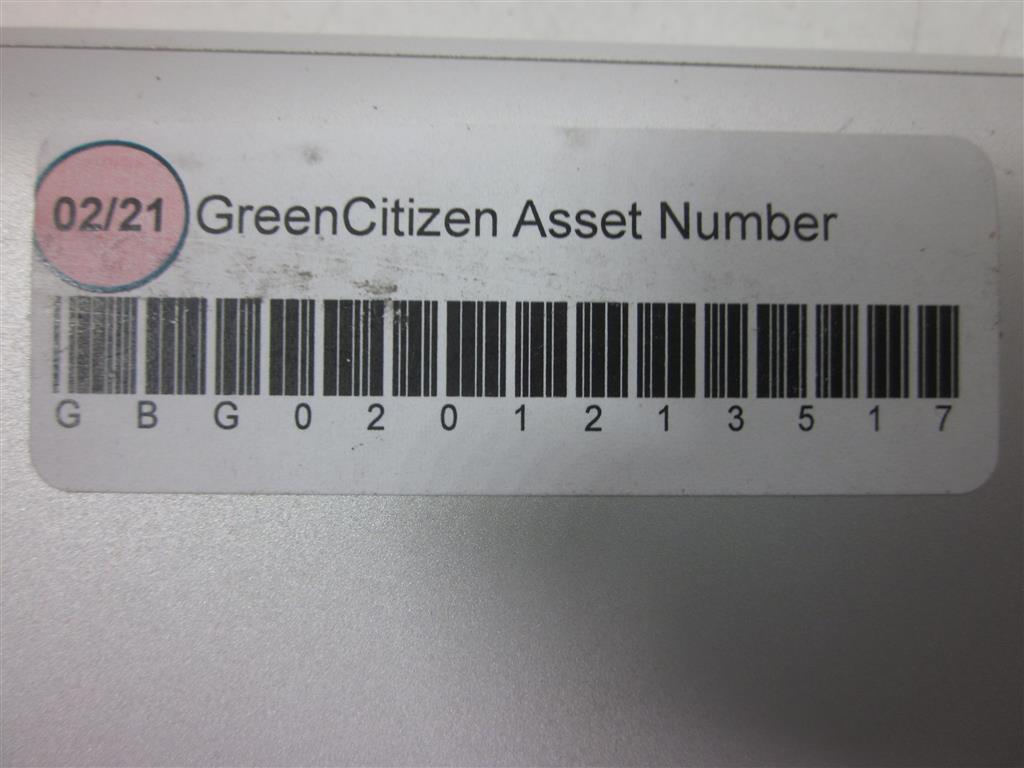 02/21 GreenCitizen Asset Number
G B G 0 2 0 1 2 1 3 5 1 7